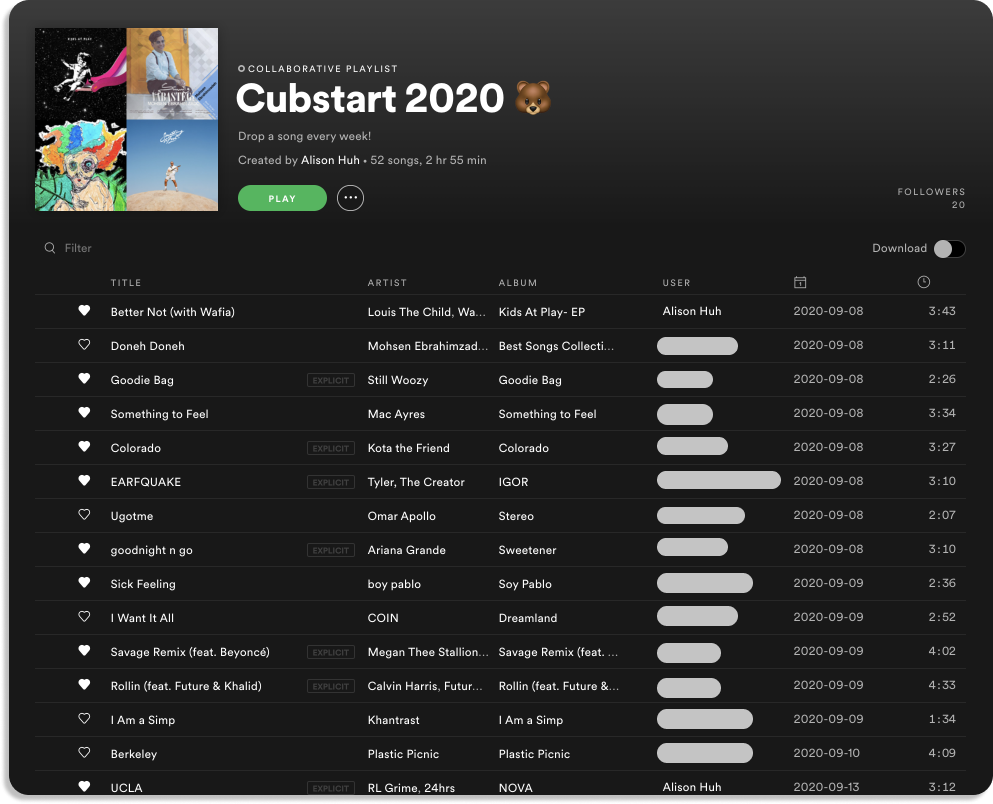 KIDS AT PLAY
COLLABORATIVE PLAYLIST
Cubstart 2020 🐻
Drop a song every week!
Created by Alison Huh • 52 songs, 2 hr 55 min
PLAY
FOLLOWERS
20
Filter
Download
TITLE ARTIST ALBUM USER
Better Not (with Wafia) Louis The Child, Wa... Kids At Play- EP Alison Huh 2020-09-08 3:43
Doneh Doneh Mohsen Ebrahimzad... Best Songs Collecti... 2020-09-08 3:11
Goodie Bag EXPLICIT Still Woozy Goodie Bag 2020-09-08 2:26
Something to Feel Mac Ayres Something to Feel 2020-09-08 3:34
Colorado EXPLICIT Kota the Friend Colorado 2020-09-08 3:27
EARFQUAKE EXPLICIT Tyler, The Creator IGOR 2020-09-08 3:10
Ugotme Omar Apollo Stereo 2020-09-08 2:07
goodnight n go EXPLICIT Ariana Grande Sweetener 2020-09-08 3:10
Sick Feeling boy pablo Soy Pablo 2020-09-09 2:36
I Want It All COIN Dreamland 2020-09-09 2:52
Savage Remix (feat. Beyoncé) EXPLICIT Megan Thee Stallion... Savage Remix (feat. ... 2020-09-09 4:02
Rollin (feat. Future & Khalid) EXPLICIT Calvin Harris, Futur... Rollin (feat. Future &... 2020-09-09 4:33
I Am a Simp Khantrast I Am a Simp 2020-09-09 1:34
Berkeley Plastic Picnic Plastic Picnic 2020-09-10 4:09
UCLA EXPLICIT RL Grime, 24hrs NOVA Alison Huh 2020-09-13 3:12